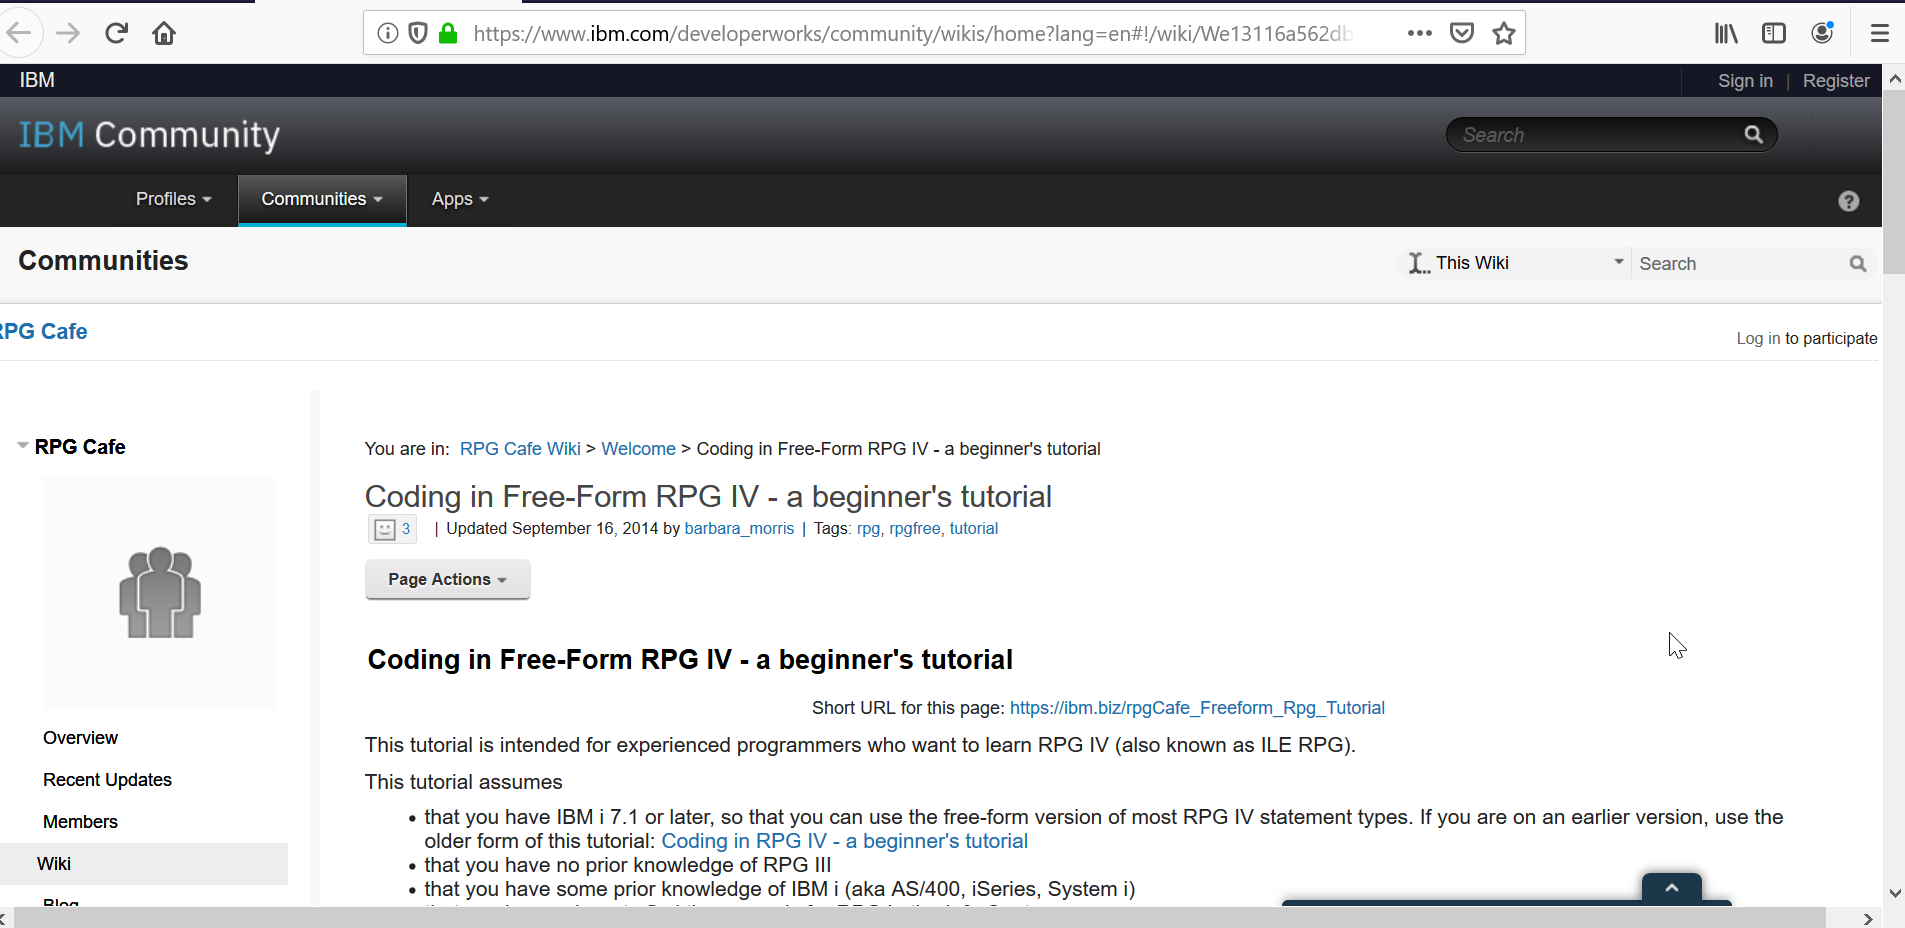 https://www.ibm.com/developerworks/community/wikis/home?lang=en#!/wiki/We13116a562db
IBM
Sign in | Register
IBM Community
Search
Profiles
Communities
Apps
Communities
This Wiki
Search
RPG Cafe
Log in to participate
RPG Cafe
You are in: RPG Cafe Wiki > Welcome > Coding in Free-Form RPG IV - a beginner's tutorial
Coding in Free-Form RPG IV - a beginner's tutorial
3 | Updated September 16, 2014 by barbara_morris | Tags: rpg, rpgfree, tutorial
Page Actions
Coding in Free-Form RPG IV - a beginner's tutorial
Short URL for this page: https://ibm.biz/rpgCafe_Freeform_Rpg_Tutorial
This tutorial is intended for experienced programmers who want to learn RPG IV (also known as ILE RPG).
This tutorial assumes
• that you have IBM i 7.1 or later, so that you can use the free-form version of most RPG IV statement types. If you are on an earlier version, use the
older form of this tutorial: Coding in RPG IV - a beginner's tutorial
• that you have no prior knowledge of RPG III
• that you have some prior knowledge of IBM i (aka AS/400, iSeries, System i)
Overview
Recent Updates
Members
Wiki
Blog